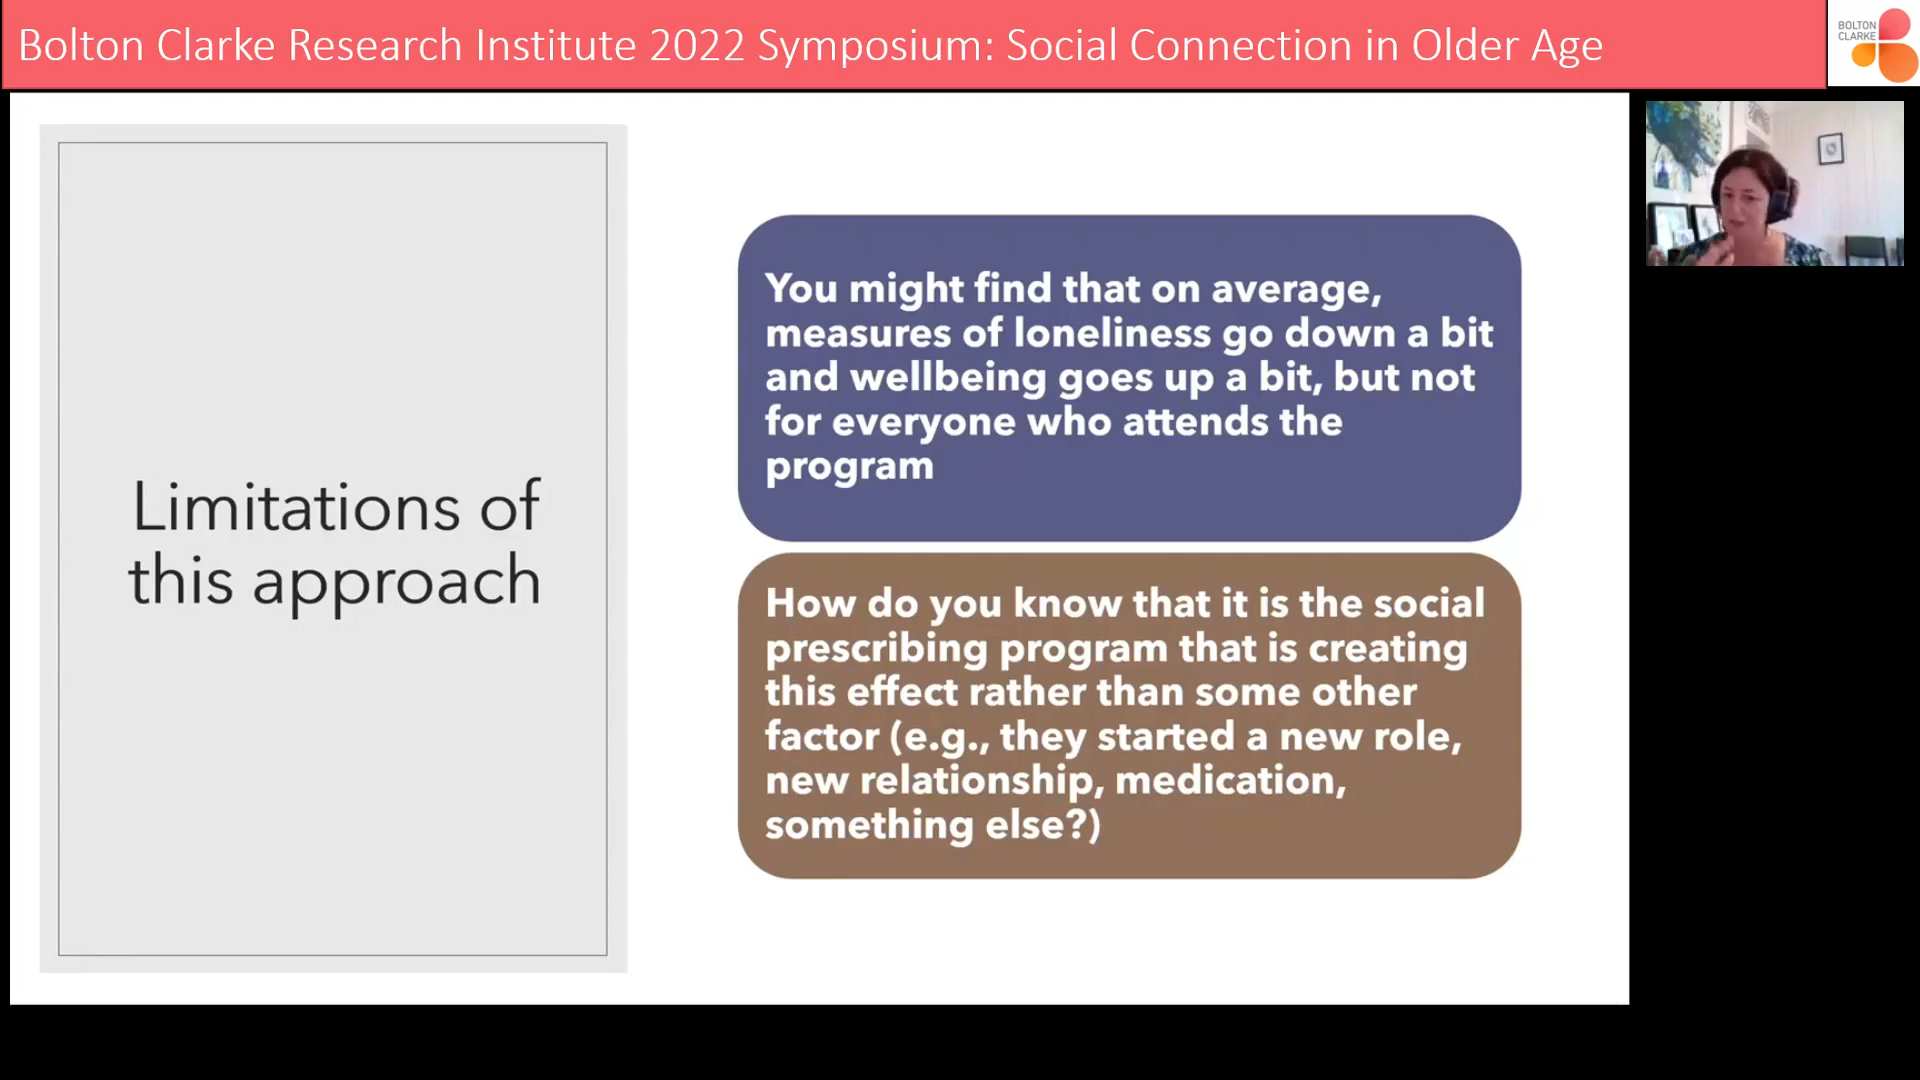 Bolton Clarke Research Institute 2022 Symposium: Social Connection in Older Age
BOLTON
CLARKE
Limitations of
this approach
You might find that on average,
measures of loneliness go down a bit
and wellbeing goes up a bit, but not
for everyone who attends the
program
How do you know that it is the social
prescribing program that is creating
this effect rather than some other
factor (e.g., they started a new role,
new relationship, medication,
something else?)